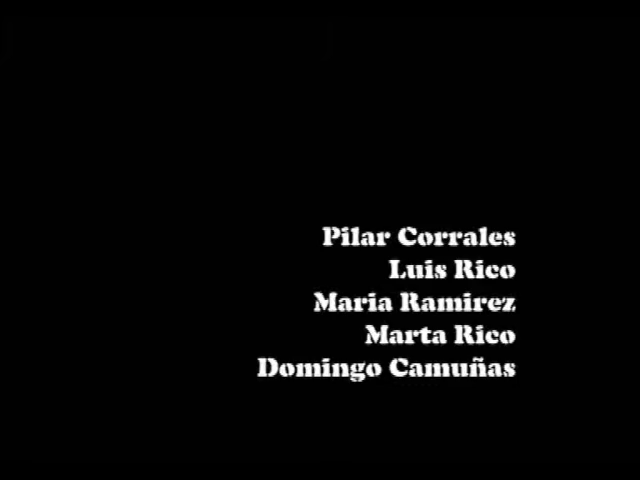 Pilar Corrales
Luis Rico
Maria Ramirez
Marta Rico
Domingo Camuñas